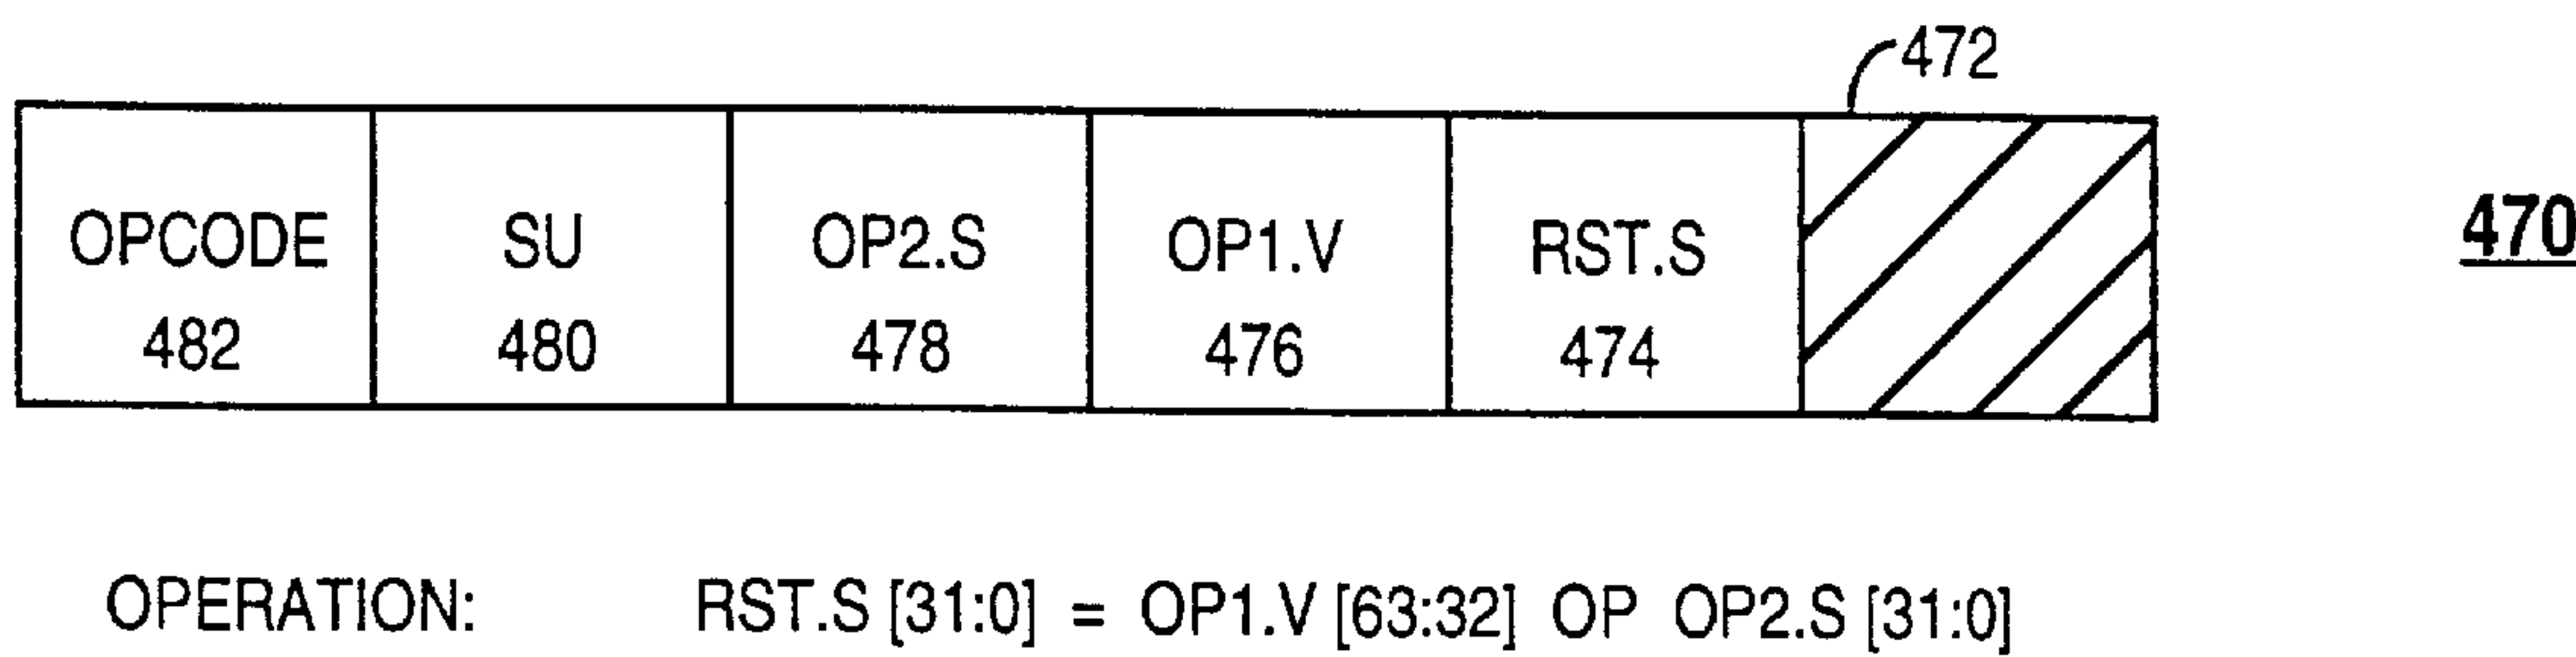 472
OPCODE SU OP2.S OP1.V RST.S
470
482 480 478 476 474
OPERATION: RST.S [31:0] = OP1.V [63:32] OP OP2.S [31:0]